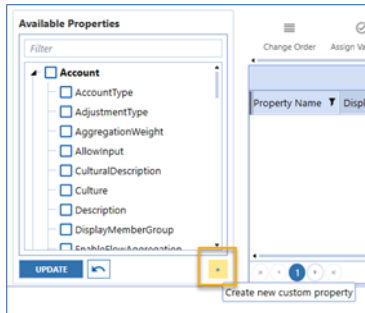 Available Properties
Filter
Account
AccountType
AdjustmentType
AggregationWeight
AllowInput
CulturalDescription
Culture
Description
DisplayMemberGroup
EnableFlowAggregation
UPDATE
+
Change Order Assign Va
Property Name Displ
1
Create new custom property